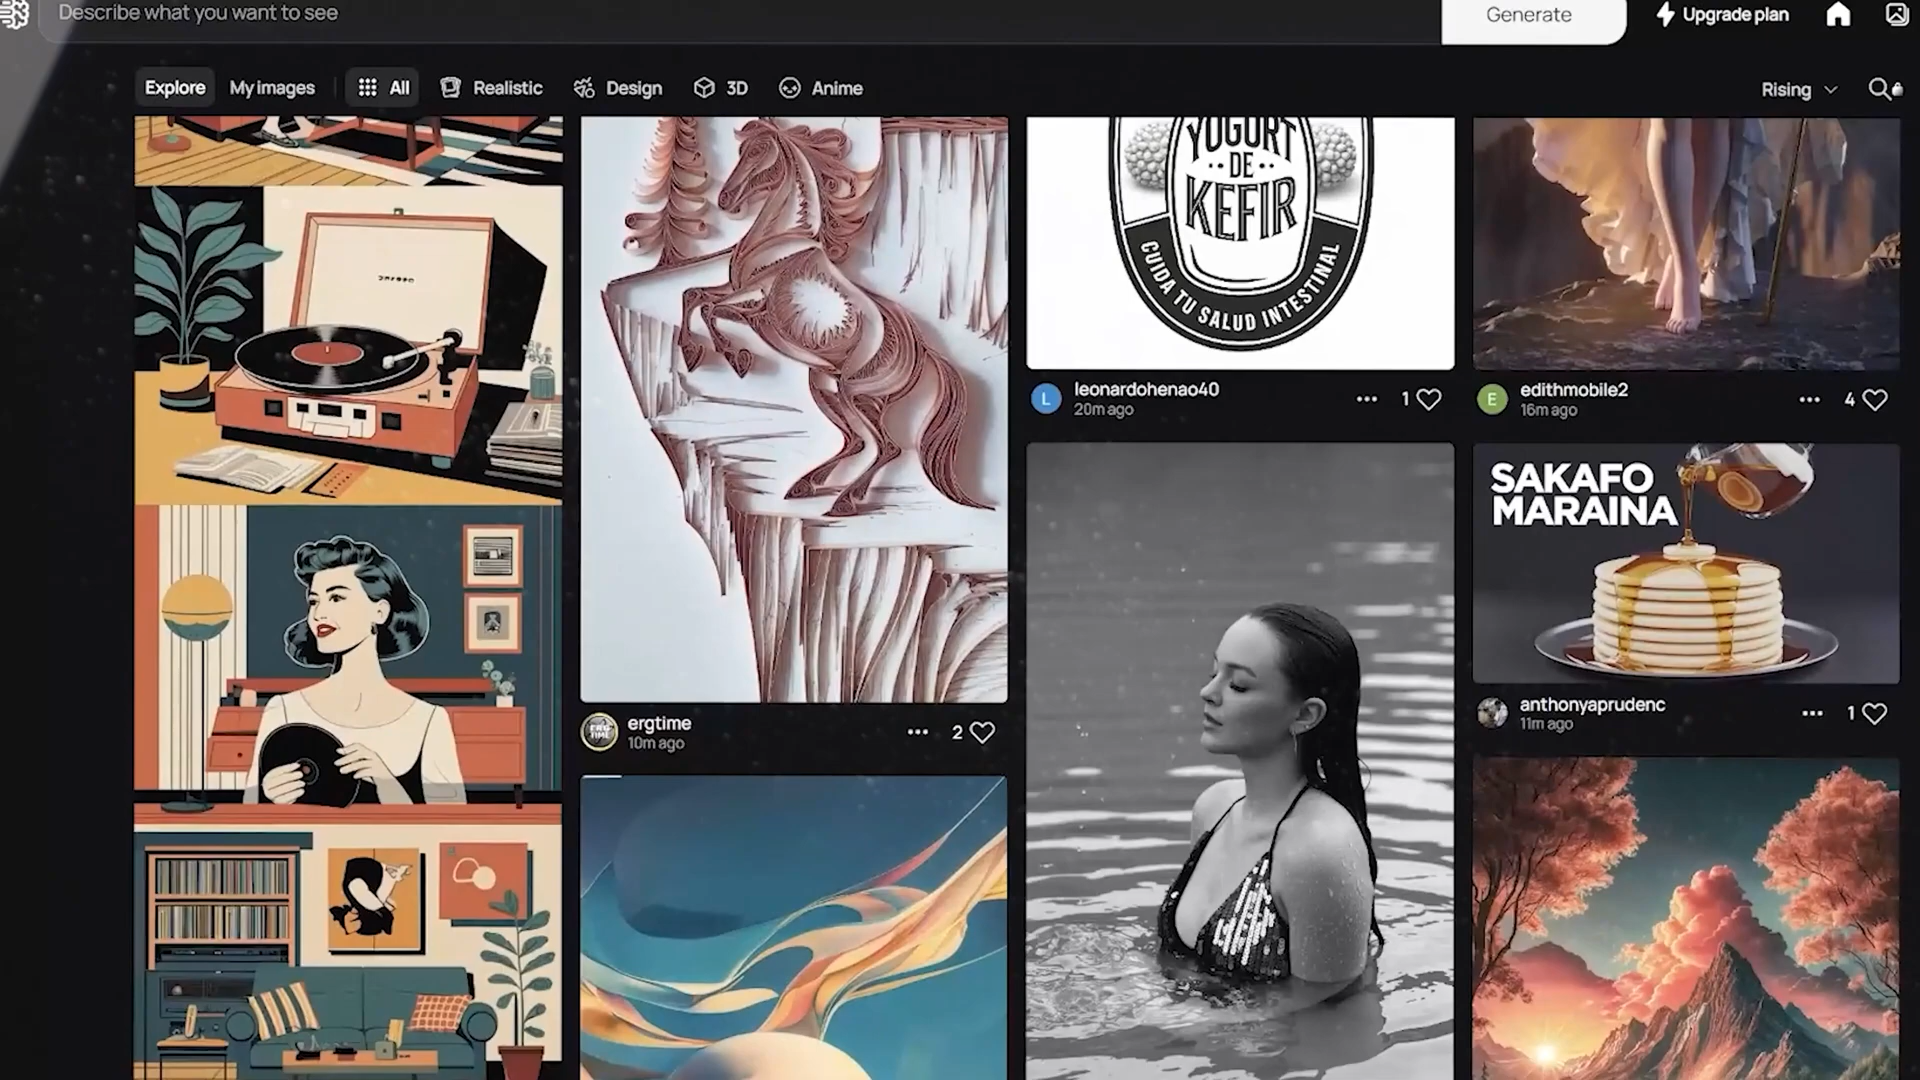 Describe what you want to see
Generate
Upgrade plan
Explore
My images
All
Realistic
Design
3D
Anime
Rising
YOGURT
DE
KEFIR
CUIDA TU SALUD INTESTINAL
leonardohenao40
20m ago
1
edithmobile2
16m ago
4
SAKAFO
MARAINA
anthonyaprudenc
11m ago
1
ergtime
10m ago
2
L
E